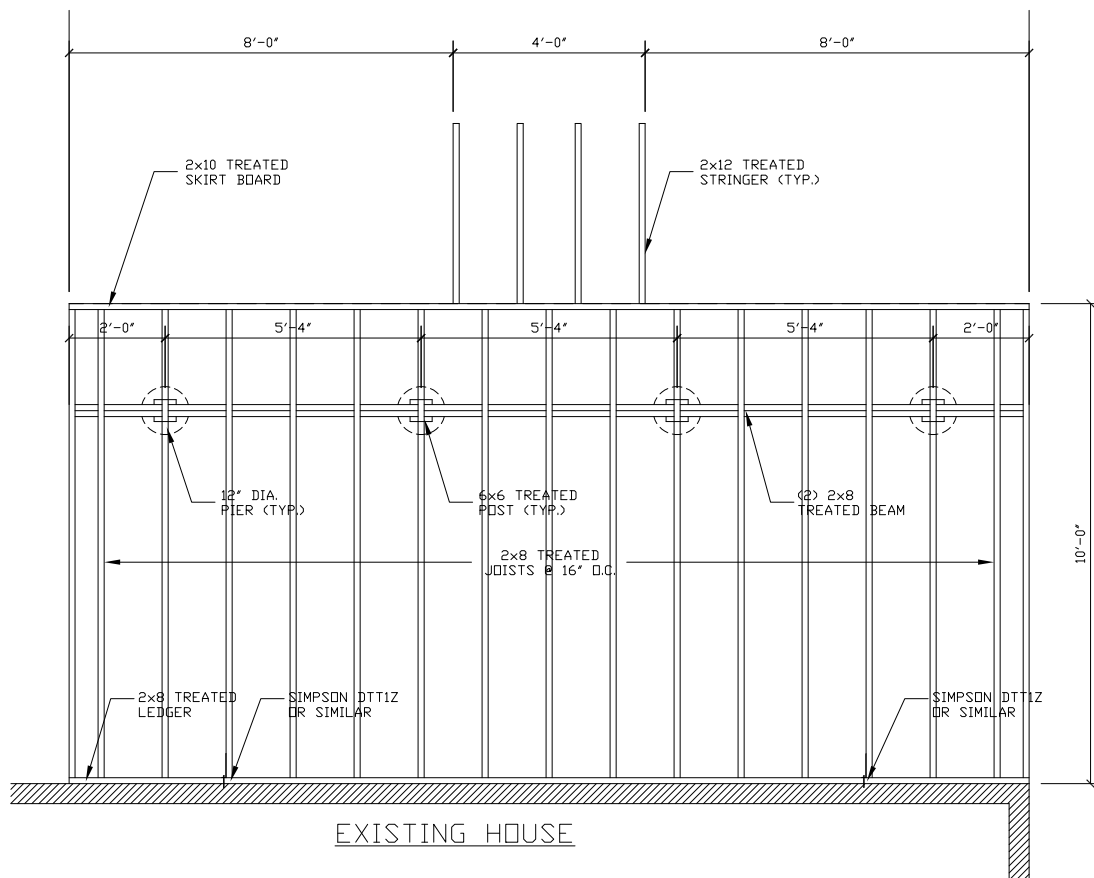 8'-0"
4'-0"
8'-0"
2x10 TREATED
SKIRT BOARD
2x12 TREATED
STRINGER (TYP.)
2'-0"
5'-4"
5'-4"
5'-4"
2'-0"
12" DIA.
PIER (TYP.)
6x6 TREATED
POST (TYP.)
(2) 2x8
TREATED BEAM
10'-0"
2x8 TREATED
JOISTS @ 16" O.C.
2x8 TREATED
LEDGER
SIMPSON DTT1Z
OR SIMILAR
SIMPSON DTT1Z
OR SIMILAR
EXISTING HOUSE